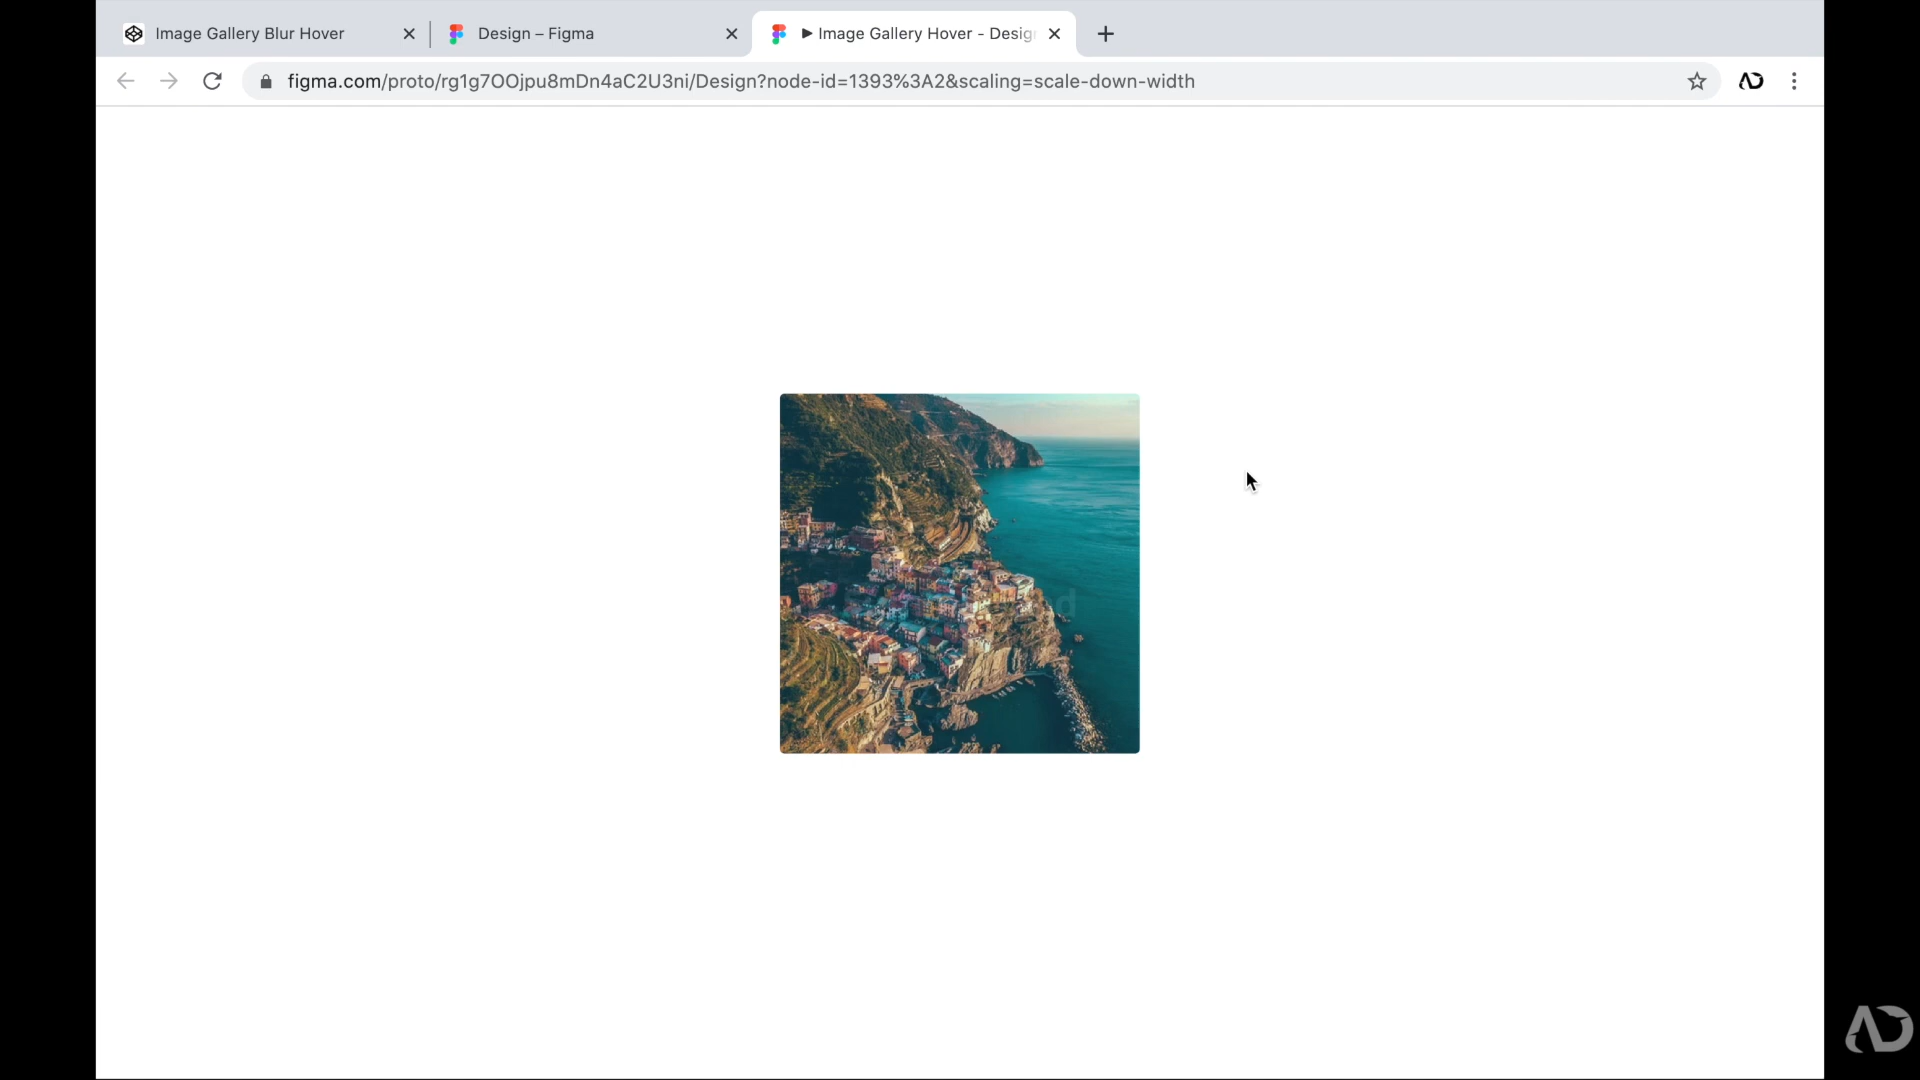 Image Gallery Blur Hover
Design – Figma
Image Gallery Hover - Desig
figma.com/proto/rg1g7OOjpu8mDn4aC2U3ni/Design?node-id=1393%3A2&scaling=scale-down-width